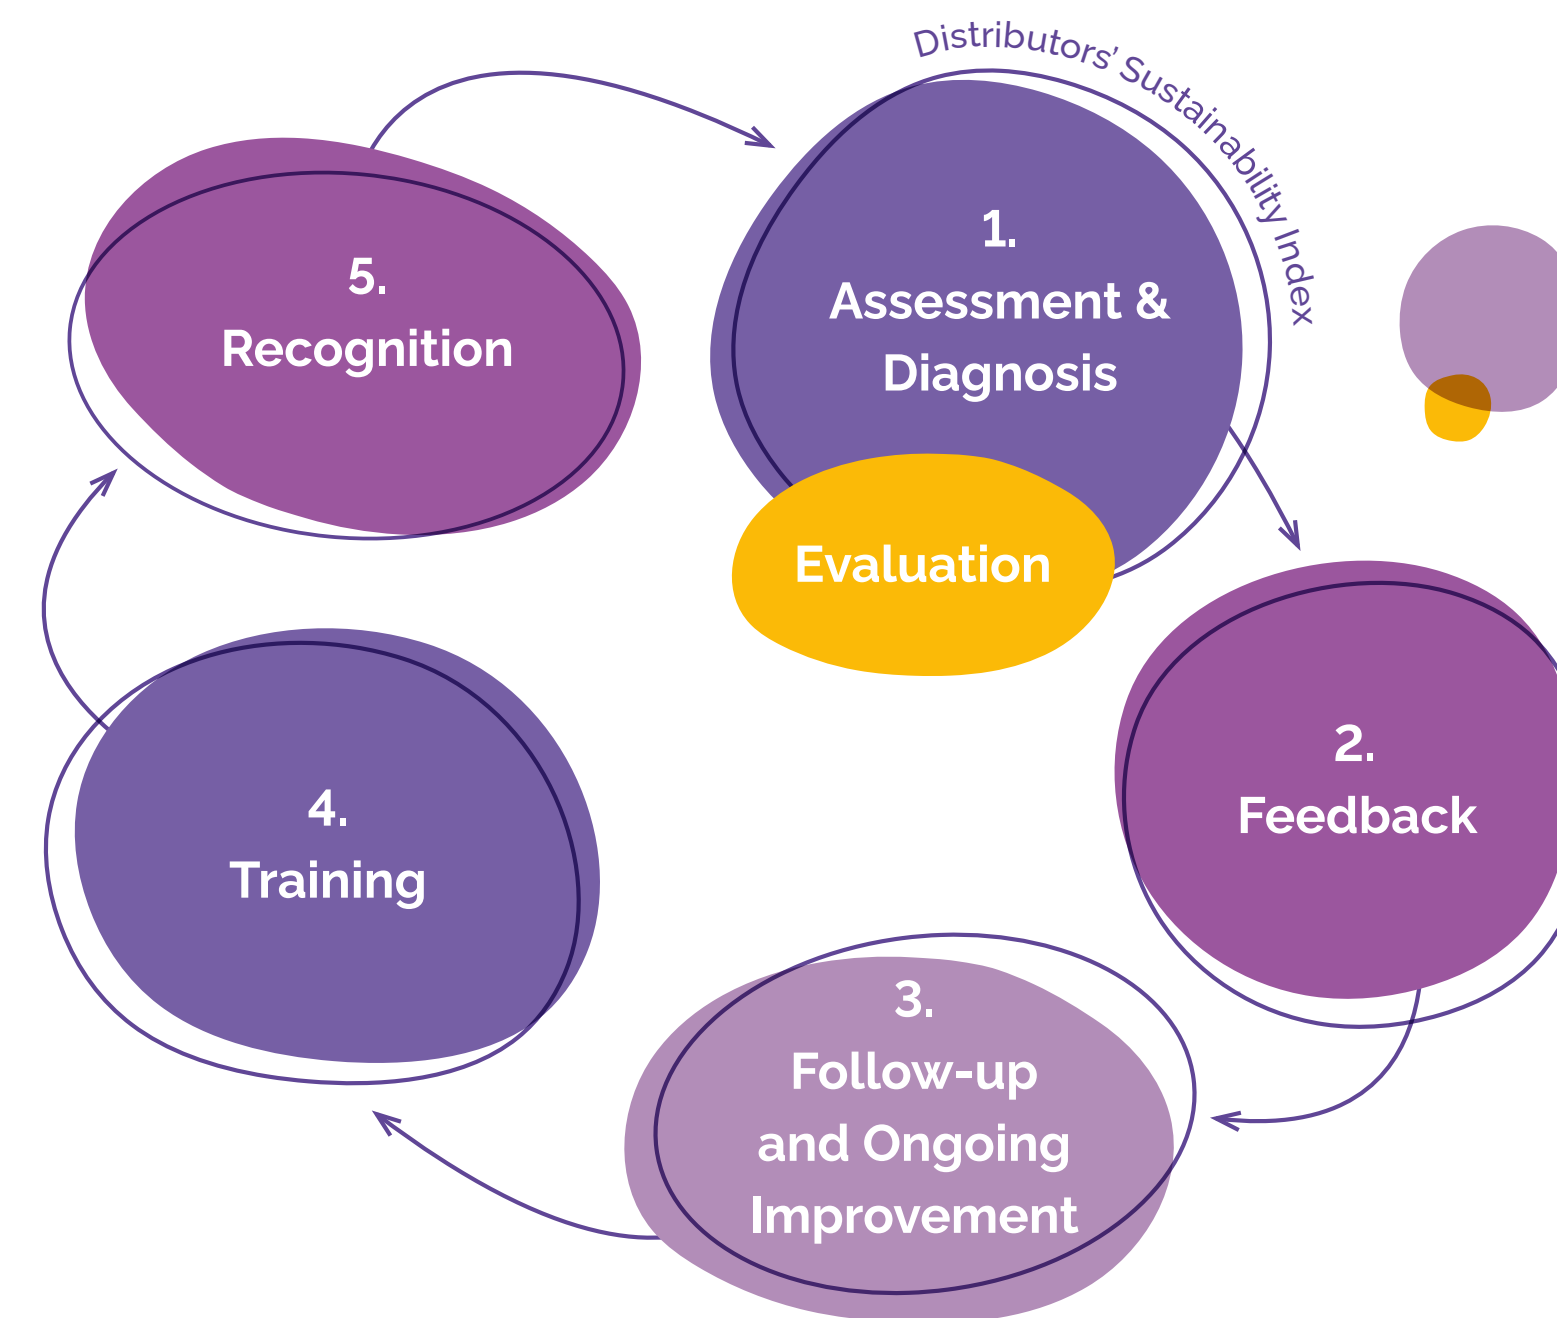 Distributors’ Sustainability Index
1.
Assessment &
Diagnosis
Evaluation
2.
Feedback
3.
Follow-up
and Ongoing
Improvement
4.
Training
5.
Recognition